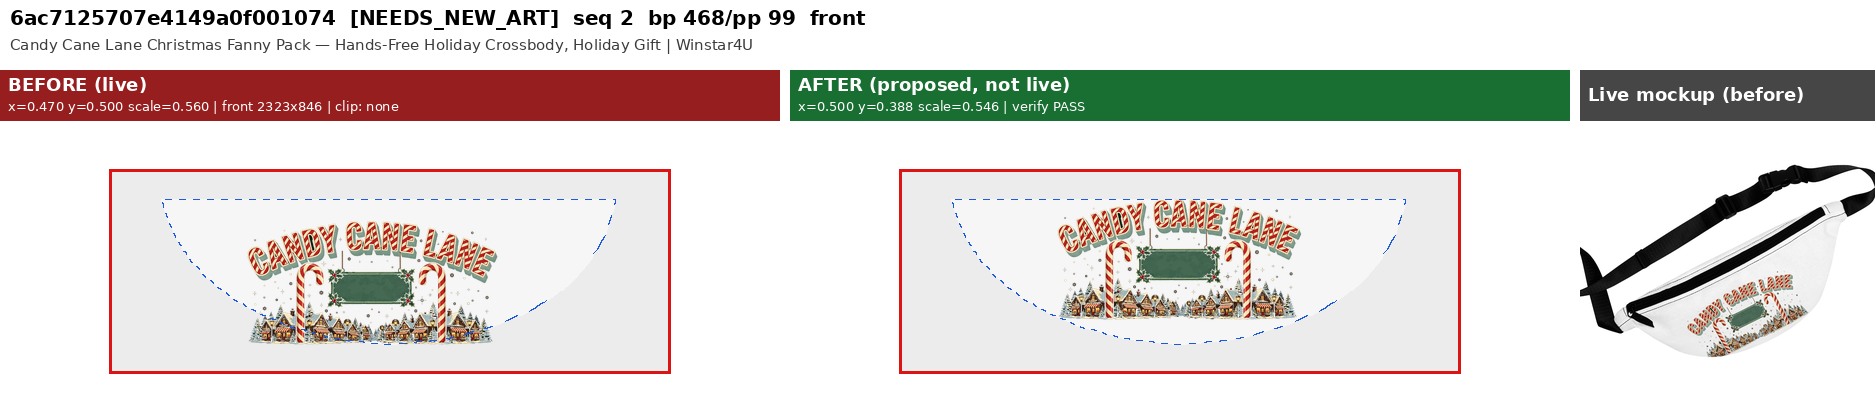 6ac7125707e4149a0f001074 [NEEDS_NEW_ART] seq 2 bp 468/pp 99 front
Candy Cane Lane Christmas Fanny Pack — Hands-Free Holiday Crossbody, Holiday Gift | Winstar4U
BEFORE (live)
x=0.470 y=0.500 scale=0.560 | front 2323x846 | clip: none
AFTER (proposed, not live)
x=0.500 y=0.388 scale=0.546 | verify PASS
Live mockup (before)
CANDY CANE LANE
CANDY CANE LANE
CANDY CANE LANE